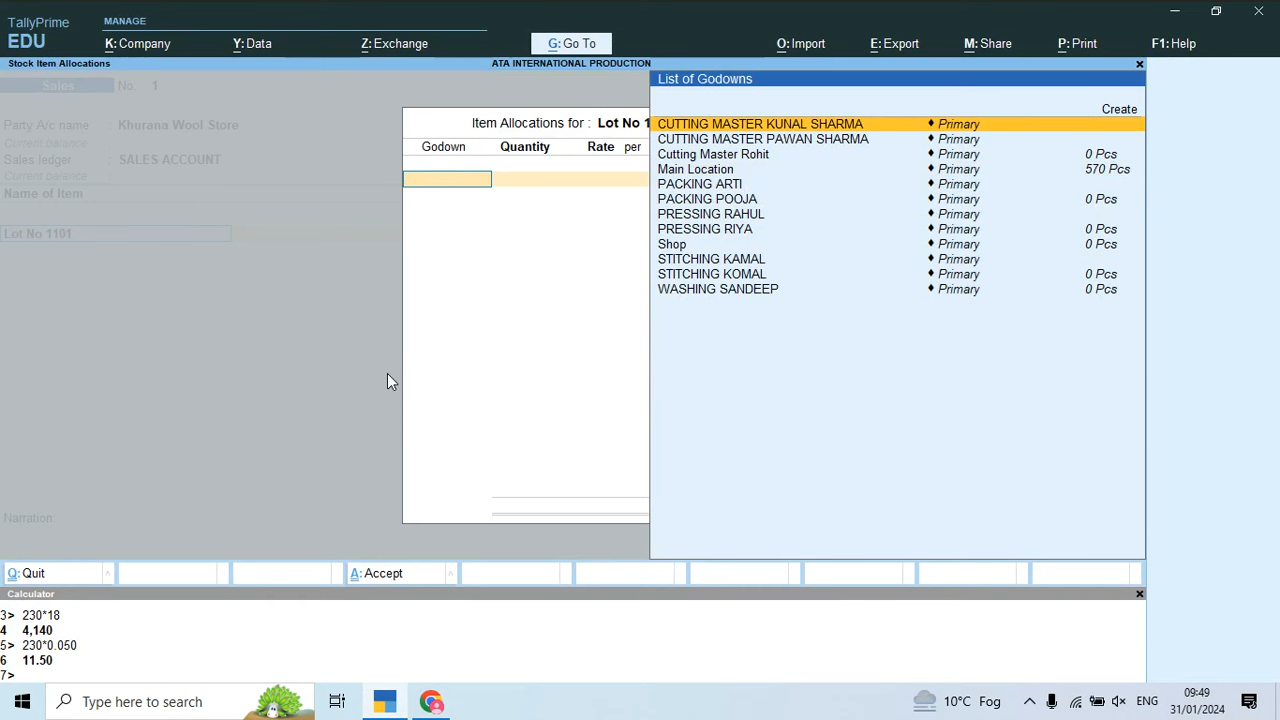 TallyPrime
EDU
MANAGE
K: Company
Y: Data
Z: Exchange
G: Go To
O: Import
E: Export
M: Share
P: Print
F1: Help
Stock Item Allocations
ATA INTERNATIONAL PRODUCTION
Sales No. 1
Party A/c name : Khurana Wool Store
Current balance :
Sales ledger : SALES ACCOUNT
Current balance :
Name of Item
Lot No 1101
Narration:
Item Allocations for : Lot No 1
Godown Quantity Rate per
List of Godowns
Create
CUTTING MASTER KUNAL SHARMA ♦ Primary
CUTTING MASTER PAWAN SHARMA ♦ Primary
Cutting Master Rohit ♦ Primary 0 Pcs
Main Location ♦ Primary 570 Pcs
PACKING ARTI ♦ Primary
PACKING POOJA ♦ Primary 0 Pcs
PRESSING RAHUL ♦ Primary
PRESSING RIYA ♦ Primary 0 Pcs
Shop ♦ Primary 0 Pcs
STITCHING KAMAL ♦ Primary
STITCHING KOMAL ♦ Primary 0 Pcs
WASHING SANDEEP ♦ Primary 0 Pcs
Q: Quit
A: Accept
Calculator
3> 230*18
4 4,140
5> 230*0.050
6 11.50
7>
Type here to search
10°C Fog
ENG
09:49
31/01/2024